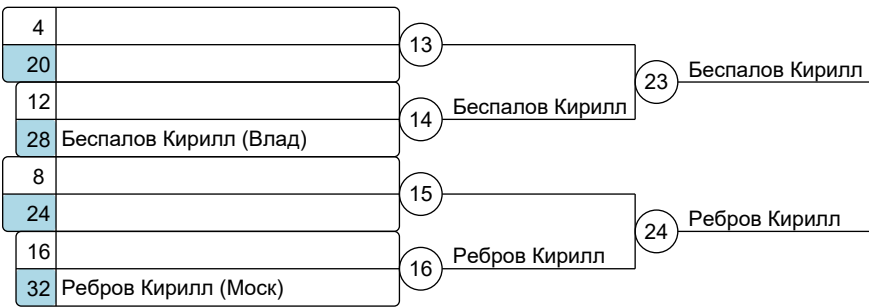 4
13
20
23 Беспалов Кирилл
12
14 Беспалов Кирилл
28 Беспалов Кирилл (Влад)
8
15
24
24 Ребров Кирилл
16
16 Ребров Кирилл
32 Ребров Кирилл (Моск)